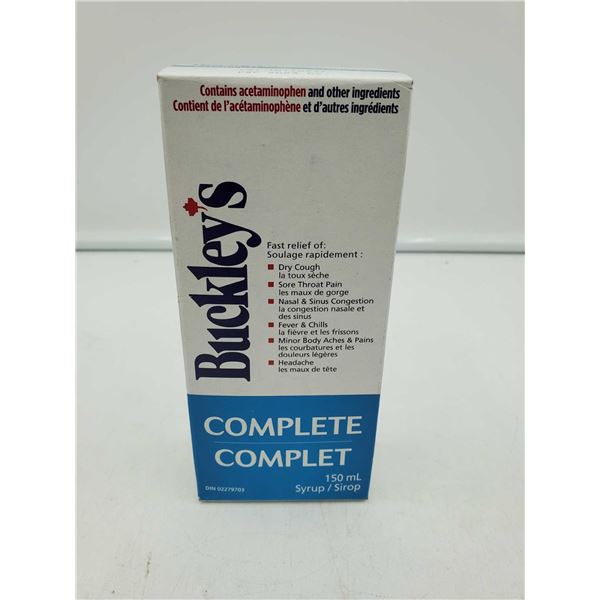 Contains acetaminophen and other ingredients
Contient de l'acétaminophène et d'autres ingrédients
Buckley's
Fast relief of:
Soulage rapidement :
Dry Cough
la toux sèche
Sore Throat Pain
les maux de gorge
Nasal & Sinus Congestion
la congestion nasale et
des sinus
Fever & Chills
la fièvre et les frissons
Minor Body Aches & Pains
les courbatures et les
douleurs légères
Headache
les maux de tête
COMPLETE
COMPLET
150 mL
Syrup / Sirop
DIN 02279703